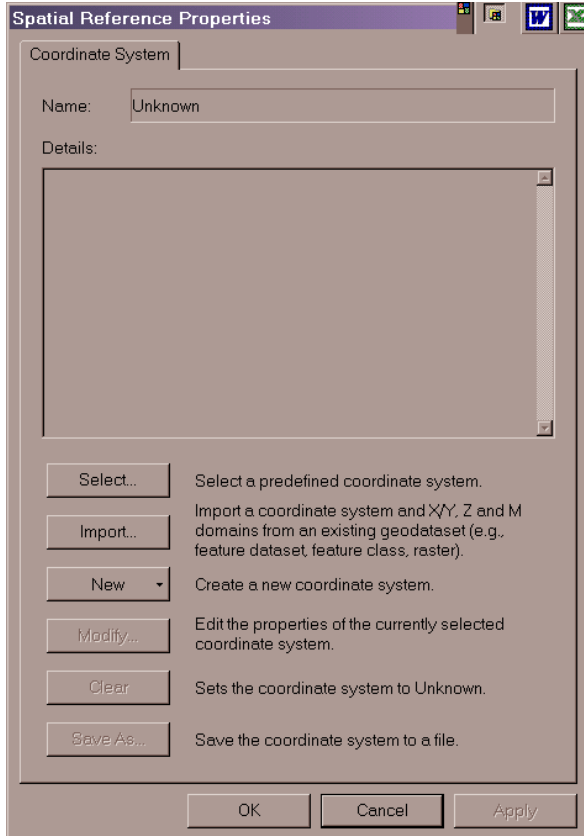 Spatial Reference Properties
W
Coordinate System
Name: Unknown
Details:
Select... Select a predefined coordinate system.
Import... Import a coordinate system and X/Y, Z and M
domains from an existing geodataset (e.g.,
feature dataset, feature class, raster).
New Create a new coordinate system.
Modify... Edit the properties of the currently selected
coordinate system.
Clear Sets the coordinate system to Unknown.
Save As... Save the coordinate system to a file.
OK Cancel Apply